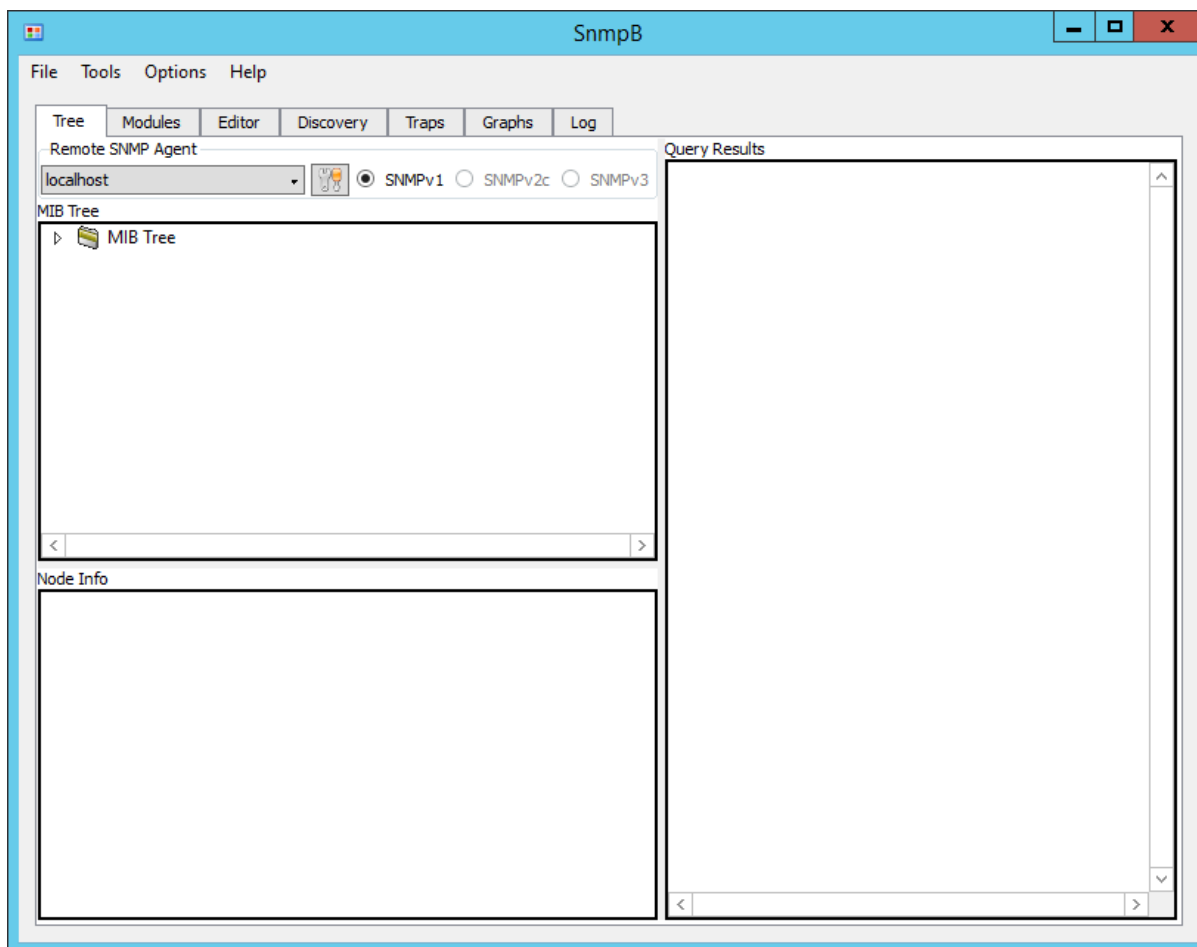 SnmpB
File Tools Options Help
Tree Modules Editor Discovery Traps Graphs Log
Remote SNMP Agent
localhost SNMPv1 SNMPv2c SNMPv3
MIB Tree
MIB Tree
Node Info
Query Results